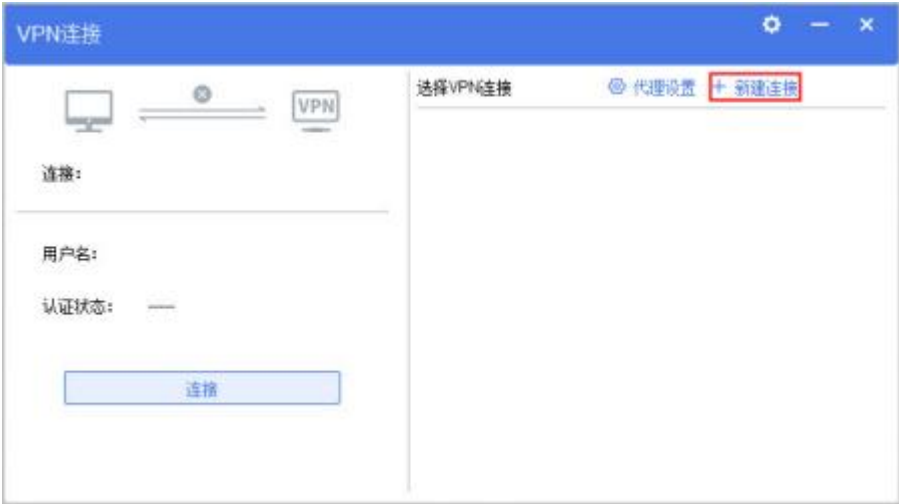 VPN连接
VPN
连接：
用户名：
认证状态： ----
连接
选择VPN连接 代理设置 + 新建连接